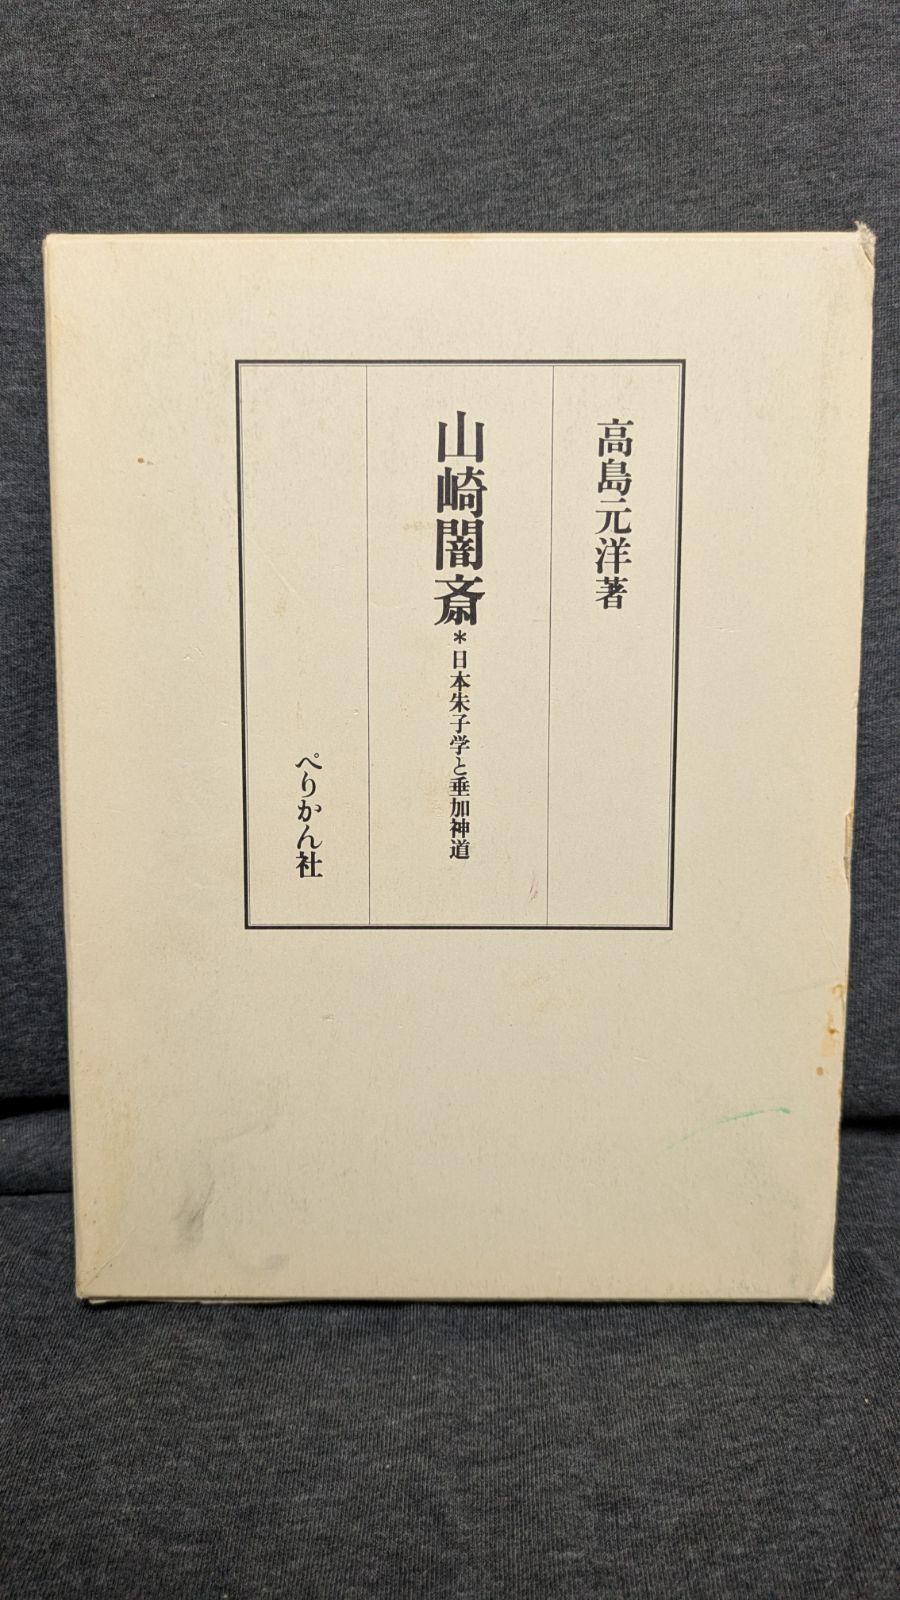 高島元洋著
山崎闇斎*日本朱子学と垂加神道
ぺりかん社